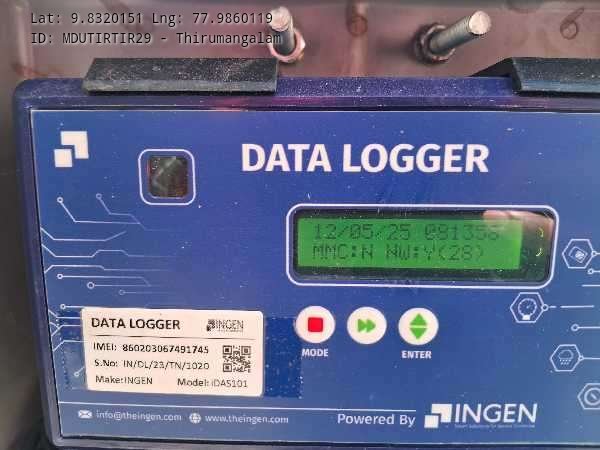 Lat: 9.8320151 Lng: 77.9860119
ID: MDUTIRTIR29 - Thirumangalam
DATA LOGGER
12/05/25 091356
MMC:N NW:Y(28)
DATA LOGGER INGEN
IMEI: 860203067491745
S.No: IN/DL/23/TN/1020
Make:INGEN Model: iDAS101
MODE
ENTER
info@theingen.com www.theingen.com
Powered By INGEN